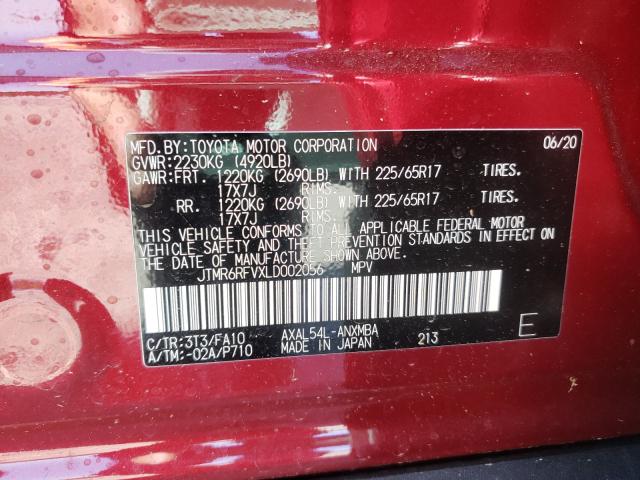 MFD. BY: TOYOTA MOTOR CORPORATION 06/20
GVWR: 2230KG (4920LB)
GAWR: FRT. 1220KG (2690LB) WITH 225/65R17 TIRES.
17X7J RIMS.
RR. 1220KG (2690LB) WITH 225/65R17 TIRES.
17X7J RIMS.
THIS VEHICLE CONFORMS TO ALL APPLICABLE FEDERAL MOTOR
VEHICLE SAFETY AND THEFT PREVENTION STANDARDS IN EFFECT ON
THE DATE OF MANUFACTURE SHOWN ABOVE.
JTMR6RFVXLD002056 MPV
C/TR: 3T3/FA10 AXAL54L-ANXMBA 213 E
A/TM: -02A/P710 MADE IN JAPAN